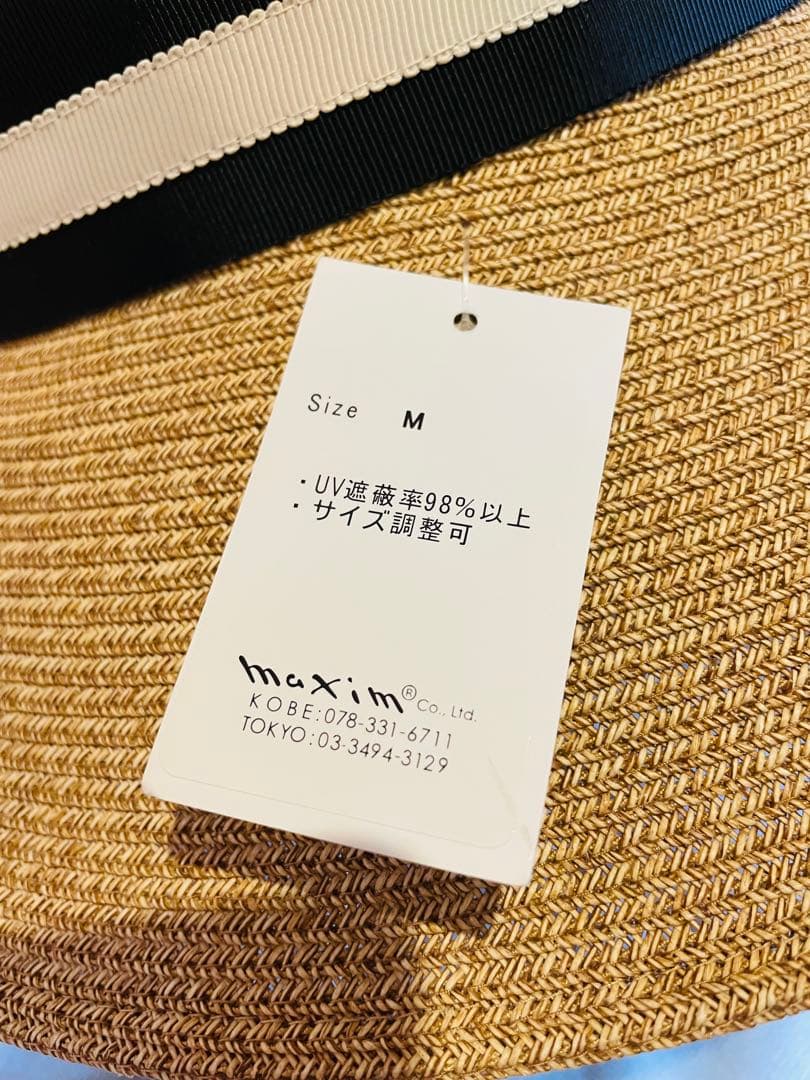 Size M
・UV遮蔽率98%以上
・サイズ調整可
maxim® Co., Ltd.
KOBE:078-331-6711
TOKYO:03-3494-3129